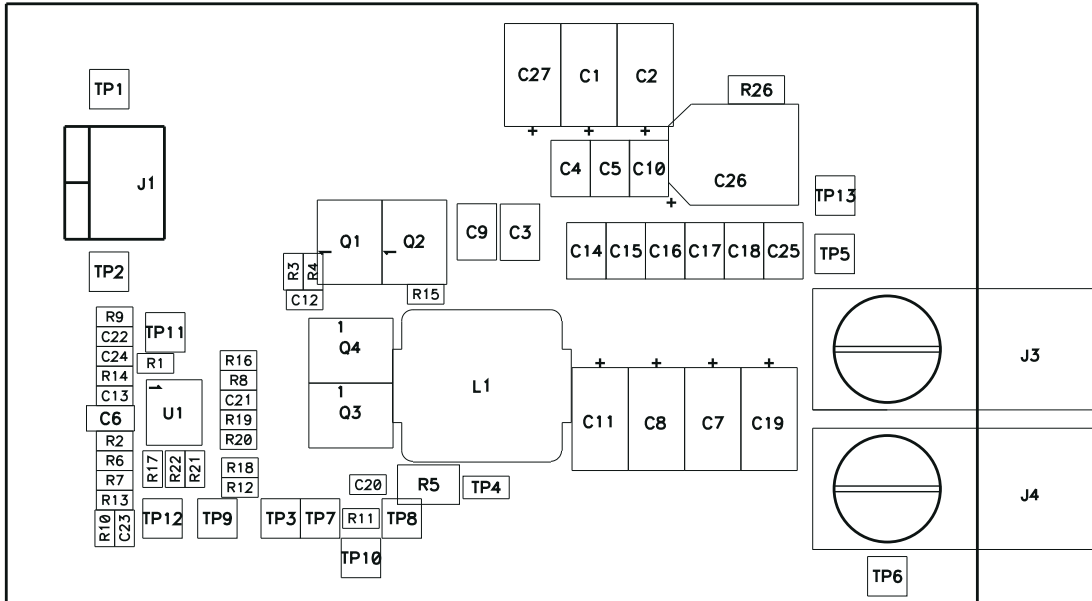 C27 C1 C2
R26
TP1
+ + +
J1
C4 C5 C10
C26
TP13
+
Q1 Q2 C9 C3
C14 C15 C16 C17 C18 C25
TP5
TP2
R3 R4
C12
R15
R9
C22
TP11
C24
R1
R14
C13
C6
U1
R16
R8
C21
R19
R20
1
Q4
1
Q3
L1
+ + + +
C11 C8 C7 C19
J3
R2
R6
R7
R13
R10 C23
R17 R22 R21
R18
R12
C20
R5
TP4
J4
TP12 TP9 TP3 TP7
R11
TP8
TP10
TP6